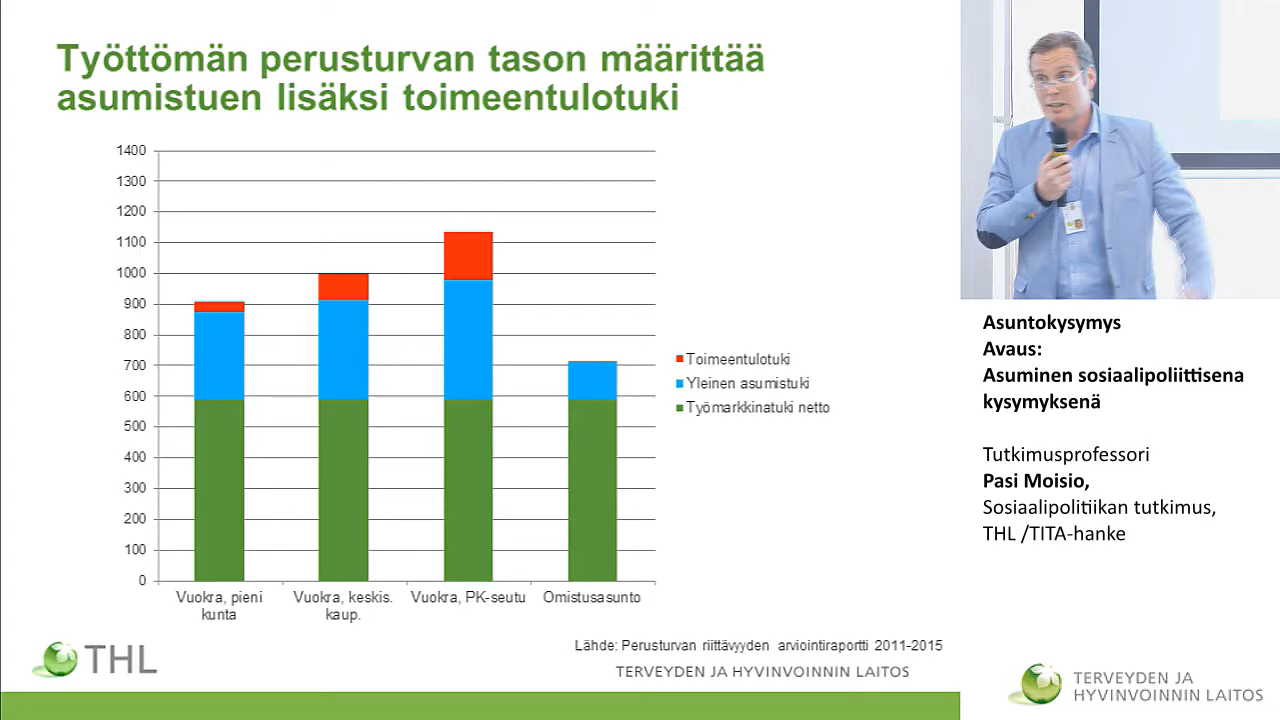 Työttömän perusturvan tason määrittää
asumistuen lisäksi toimeentulotuki
1400
1300
1200
1100
1000
900
800
700
600
500
400
300
200
100
0
Vuokra, pieni
kunta
Vuokra, keskis.
kaup.
Vuokra, PK-seutu
Omistusasunto
Toimeentulotuki
Yleinen asumistuki
Työmarkkinatuki netto
Lähde: Perusturvan riittävyyden arviointiraportti 2011-2015
THL
TERVEYDEN JA HYVINVOINNIN LAITOS
Asuntokysymys
Avaus:
Asuminen sosiaalipoliittisena
kysymyksenä
Tutkimusprofessori
Pasi Moisio,
Sosiaalipolitiikan tutkimus,
THL /TITA-hanke
TERVEYDEN JA
HYVINVOINNIN LAITOS